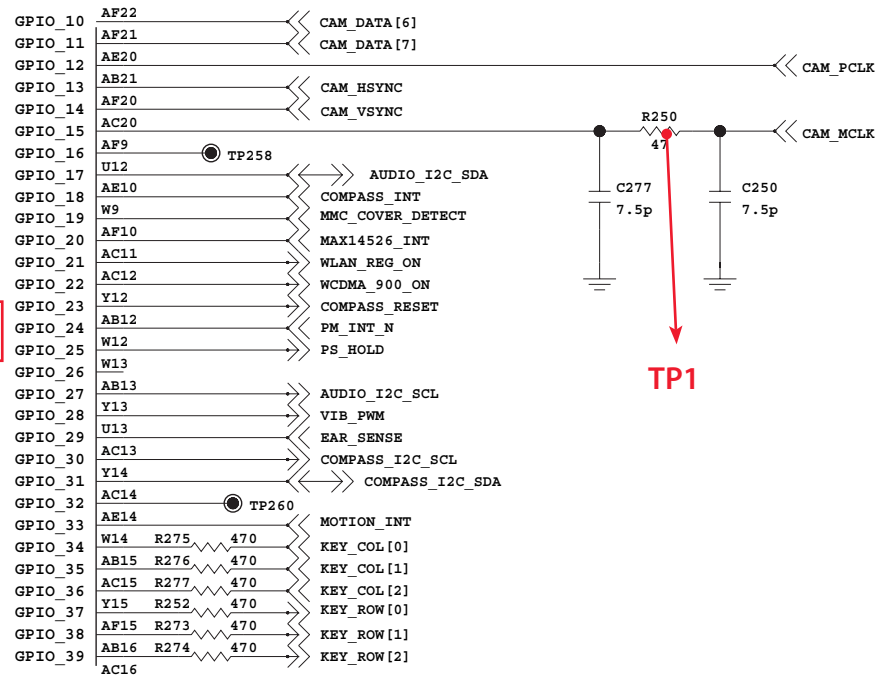 GPIO_10 AF22 CAM_DATA[6]
GPIO_11 AF21 CAM_DATA[7]
GPIO_12 AE20 CAM_PCLK
GPIO_13 AB21 CAM_HSYNC
GPIO_14 AF20 CAM_VSYNC
GPIO_15 AC20 R250 47 CAM_MCLK
GPIO_16 AF9 TP258
GPIO_17 U12 AUDIO_I2C_SDA
GPIO_18 AE10 COMPASS_INT
C277 7.5p
C250 7.5p
GPIO_19 W9 MMC_COVER_DETECT
GPIO_20 AF10 MAX14526_INT
GPIO_21 AC11 WLAN_REG_ON
GPIO_22 AC12 WCDMA_900_ON
GPIO_23 Y12 COMPASS_RESET
GPIO_24 AB12 PM_INT_N
GPIO_25 W12 PS_HOLD
GPIO_26 W13
TP1
GPIO_27 AB13 AUDIO_I2C_SCL
GPIO_28 Y13 VIB_PWM
GPIO_29 U13 EAR_SENSE
GPIO_30 AC13 COMPASS_I2C_SCL
GPIO_31 Y14 COMPASS_I2C_SDA
GPIO_32 AC14 TP260
GPIO_33 AE14 MOTION_INT
GPIO_34 W14 R275 470 KEY_COL[0]
GPIO_35 AB15 R276 470 KEY_COL[1]
GPIO_36 AC15 R277 470 KEY_COL[2]
GPIO_37 Y15 R252 470 KEY_ROW[0]
GPIO_38 AF15 R273 470 KEY_ROW[1]
GPIO_39 AB16 R274 470 KEY_ROW[2]
AC16